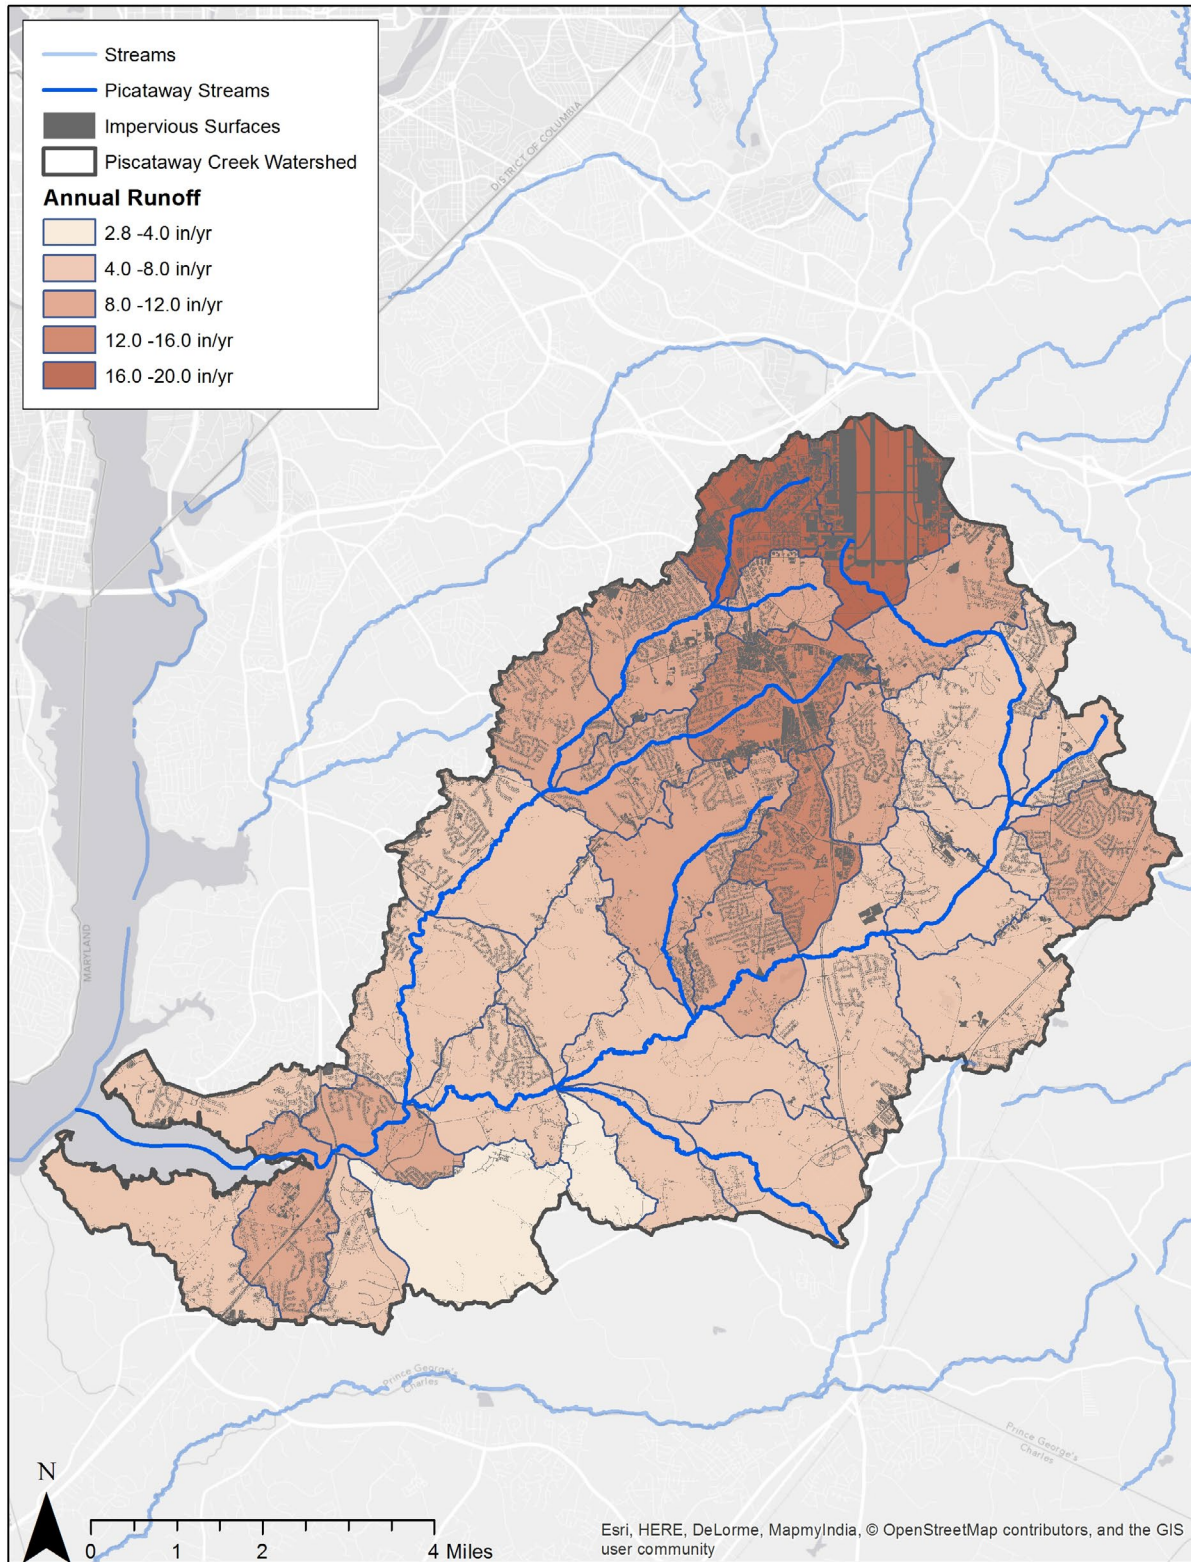 Streams
Picataway Streams
Impervious Surfaces
Piscataway Creek Watershed
Annual Runoff
2.8 -4.0 in/yr
4.0 -8.0 in/yr
8.0 -12.0 in/yr
12.0 -16.0 in/yr
16.0 -20.0 in/yr
DISTRICT OF COLUMBIA
MARYLAND
Prince George's
Charles
Prince George's
Charles
N
0 1 2 4 Miles
Esri, HERE, DeLorme, MapmyIndia, © OpenStreetMap contributors, and the GIS
user community